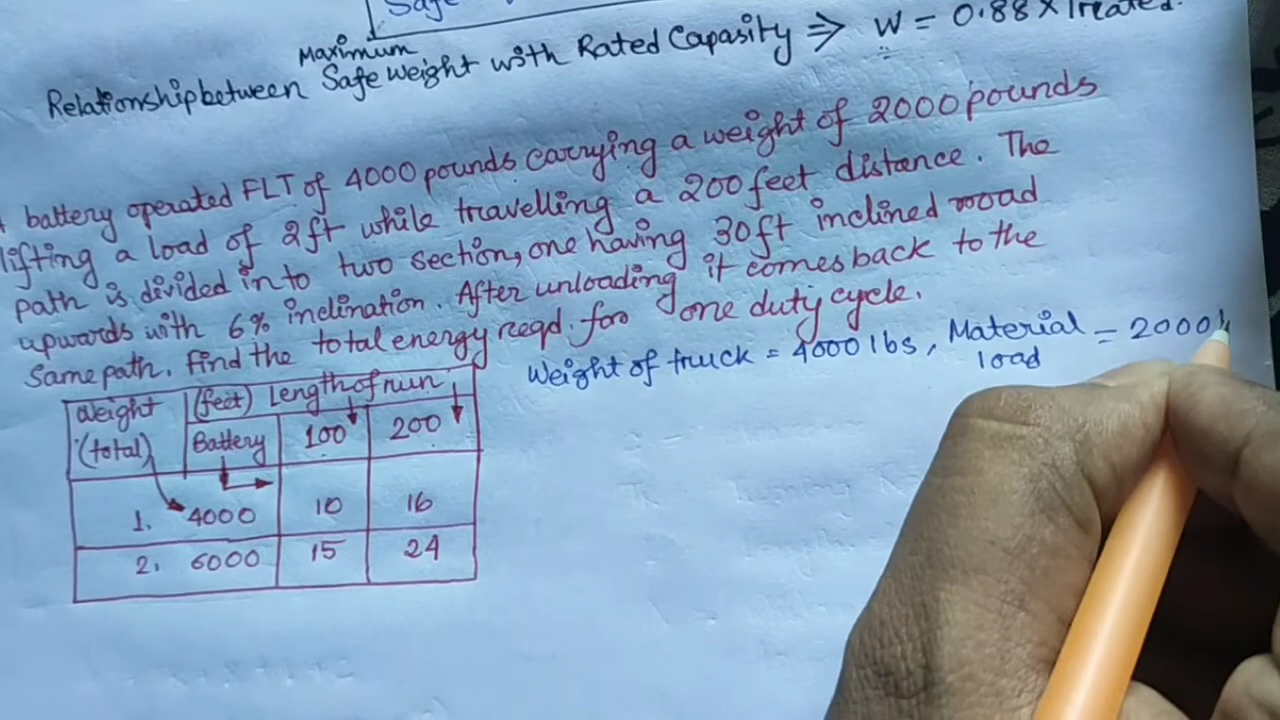 Safe
Maximum
Relationship between Safe Weight with Rated Capasity ⇒ W = 0.88 ×
battery operated FLT of 4000 pounds carrying a weight of 2000 pounds
lifting a load of 2ft while travelling a 200 feet distance. The
path is divided in to two section, one having 30ft inclined road
upwards with 6% inclination. After unloading it comes back to the
same path. Find the total energy reqd. for one duty cycle.
Weight of truck = 4000 lbs, Material load = 2000
Weight (total) (feet) Length of run
Battery 100 200
1. 4000 10 16
2. 6000 15 24